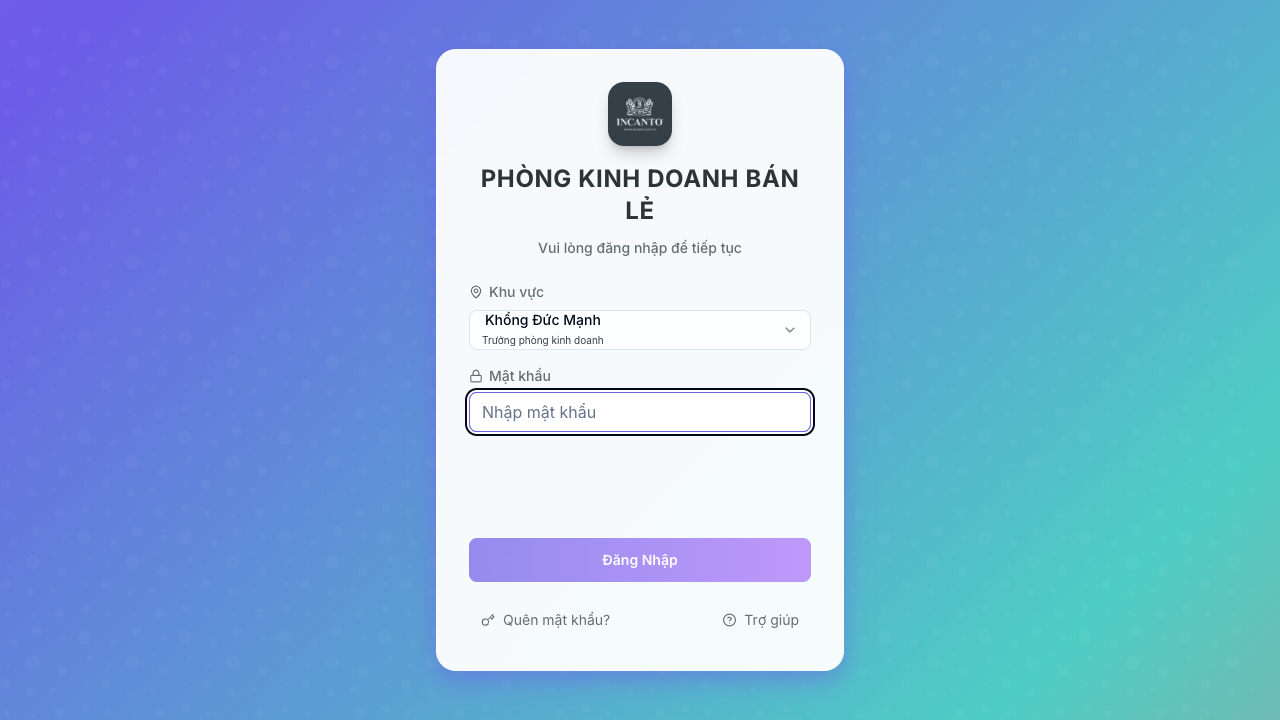 INCANTO
PHÒNG KINH DOANH BÁN
LẺ
Vui lòng đăng nhập để tiếp tục
Khu vực
Khổng Đức Mạnh
Trưởng phòng kinh doanh
Mật khẩu
Nhập mật khẩu
Đăng Nhập
Quên mật khẩu?
Trợ giúp